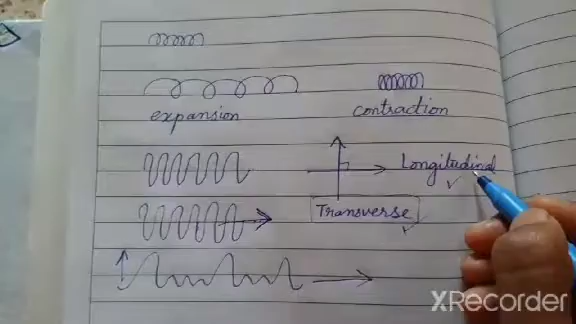 expansion
contraction
Longitudinal
Transverse
XRecorder